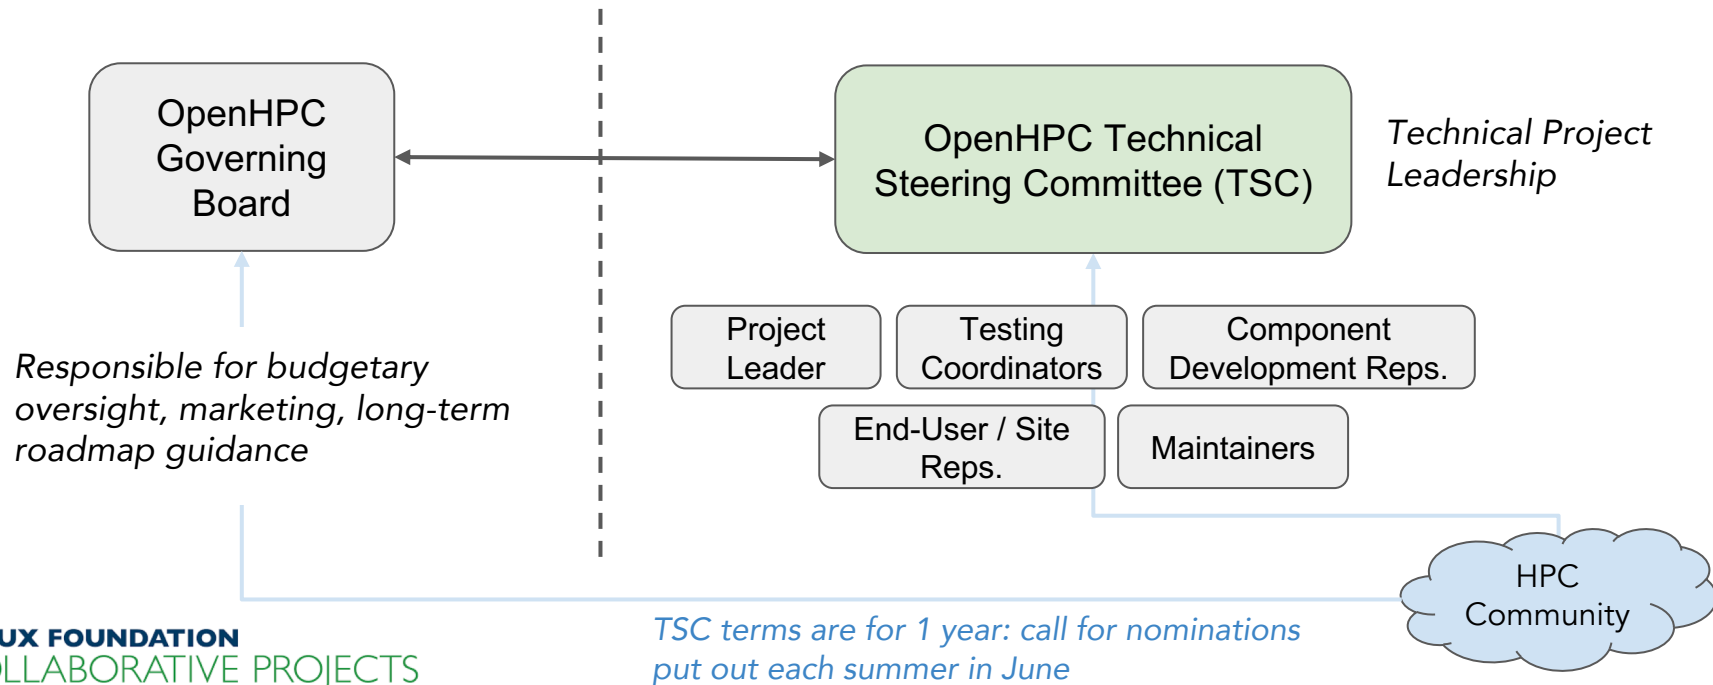 OpenHPC
Governing
Board
OpenHPC Technical
Steering Committee (TSC)
Technical Project
Leadership
Project
Leader
Testing
Coordinators
Component
Development Reps.
Responsible for budgetary
oversight, marketing, long-term
roadmap guidance
End-User / Site
Reps.
Maintainers
HPC
Community
TSC terms are for 1 year: call for nominations
put out each summer in June
UX FOUNDATION
OLLABORATIVE PROJECTS